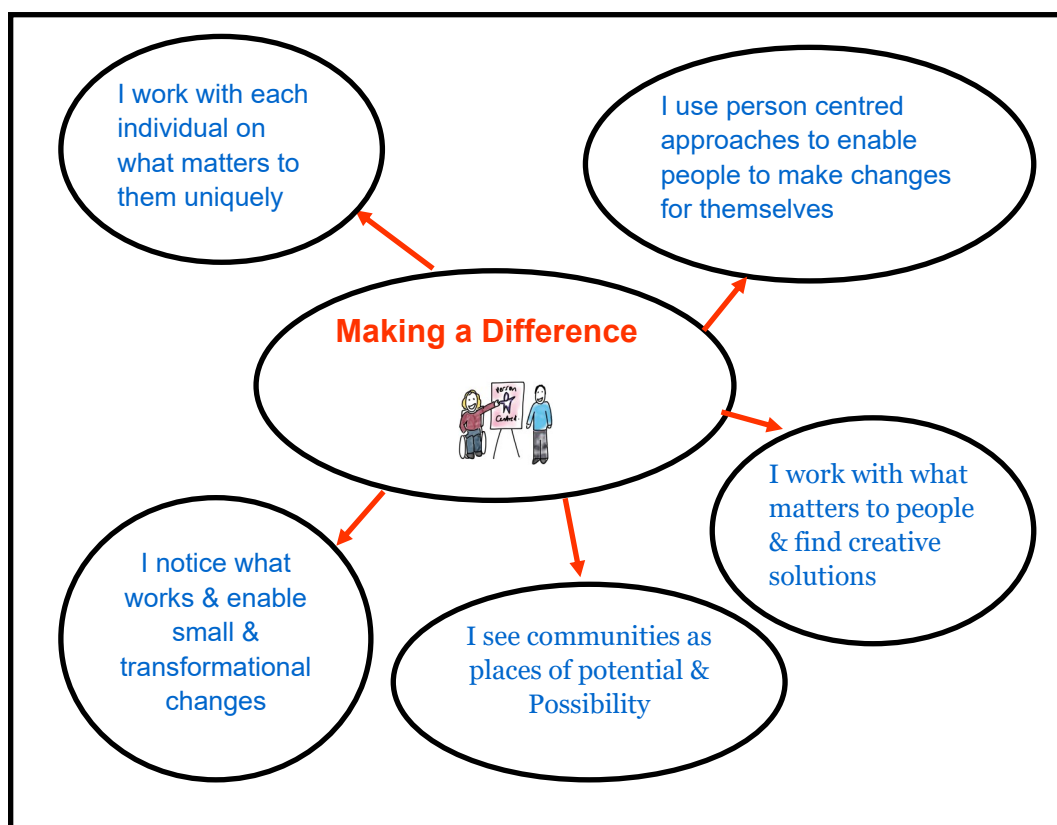 I work with each
individual on
what matters to
them uniquely
I use person centred
approaches to enable
people to make changes
for themselves
Making a Difference
Person
Centred.
I work with what
matters to people
& find creative
solutions
I notice what
works & enable
small &
transformational
changes
I see communities as
places of potential &
Possibility